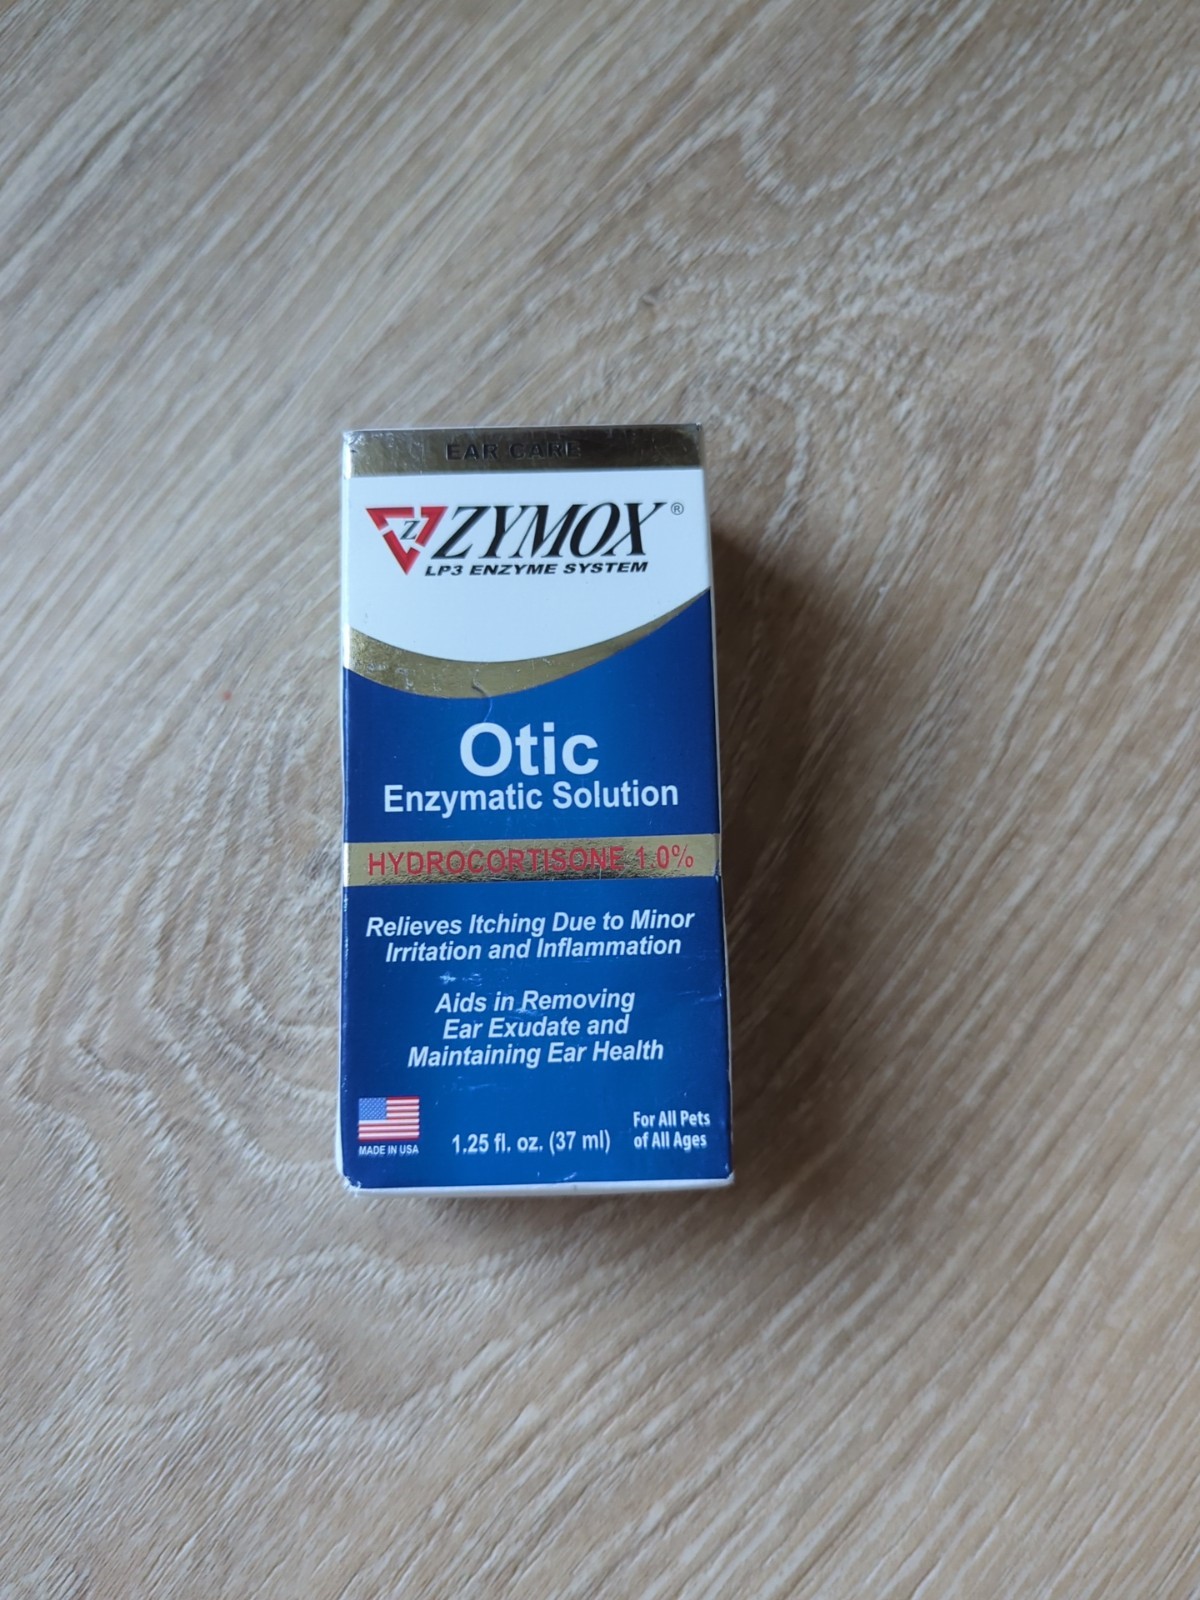 EAR CARE
Z ZYMOX®
LP3 ENZYME SYSTEM
Otic
Enzymatic Solution
HYDROCORTISONE 1.0%
Relieves Itching Due to Minor
Irritation and Inflammation
Aids in Removing
Ear Exudate and
Maintaining Ear Health
MADE IN USA
1.25 fl. oz. (37 ml)
For All Pets
of All Ages